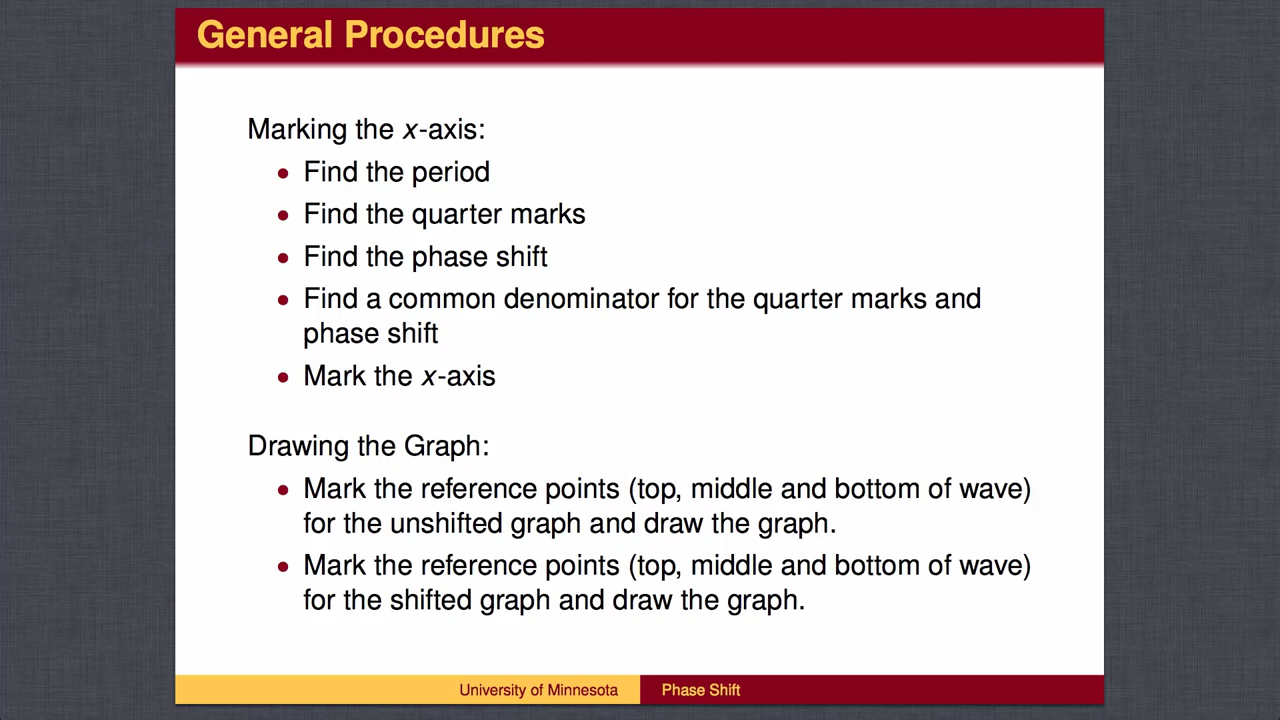 General Procedures
Marking the x-axis:
• Find the period
• Find the quarter marks
• Find the phase shift
• Find a common denominator for the quarter marks and
phase shift
• Mark the x-axis
Drawing the Graph:
• Mark the reference points (top, middle and bottom of wave)
for the unshifted graph and draw the graph.
• Mark the reference points (top, middle and bottom of wave)
for the shifted graph and draw the graph.
University of Minnesota
Phase Shift